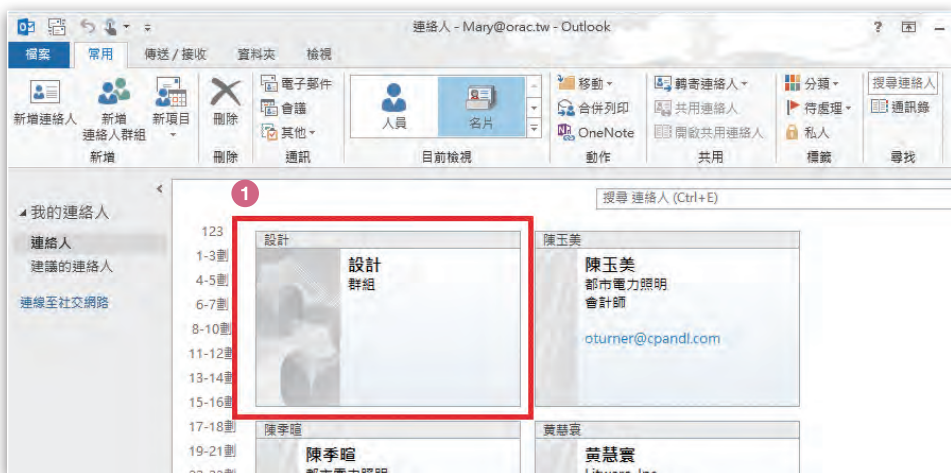 連絡人 - Mary@orac.tw - Outlook
檔案 常用 傳送 / 接收 資料夾 檢視
新增連絡人
新增
連絡人群組
新項目
刪除
電子郵件
會議
其他
人員
名片
移動
合併列印
OneNote
轉寄連絡人
共用連絡人
開啟共用連絡人
分類
待處理
私人
搜尋連絡人
通訊錄
新增 刪除 通訊 目前檢視 動作 共用 標籤 尋找
搜尋 連絡人 (Ctrl+E)
1
我的連絡人
連絡人
建議的連絡人
連線至社交網路
123
1-3劃
4-5劃
6-7劃
8-10劃
11-12劃
13-14劃
15-16劃
17-18劃
19-21劃
設計
設計
群組
陳玉美
陳玉美
都市電力照明
會計師
oturner@cpandl.com
陳季暄
陳季暄
都市電力照明
黃慧寰
黃慧寰
Litware, Inc.